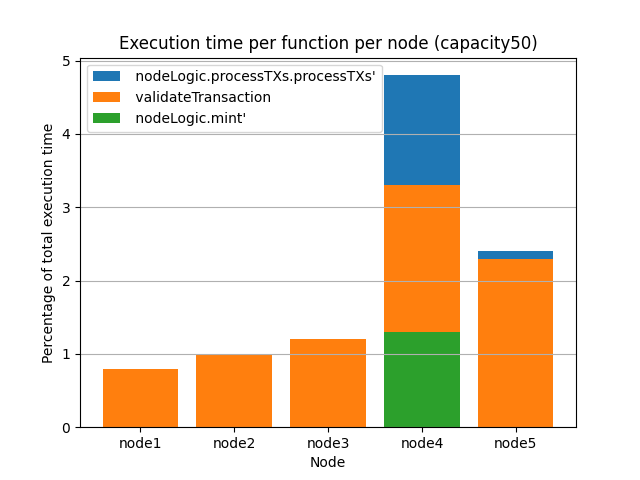 Execution time per function per node (capacity50)
nodeLogic.processTXs.processTXs'
validateTransaction
nodeLogic.mint'
Percentage of total execution time
5
4
3
2
1
0
node1 node2 node3 node4 node5
Node